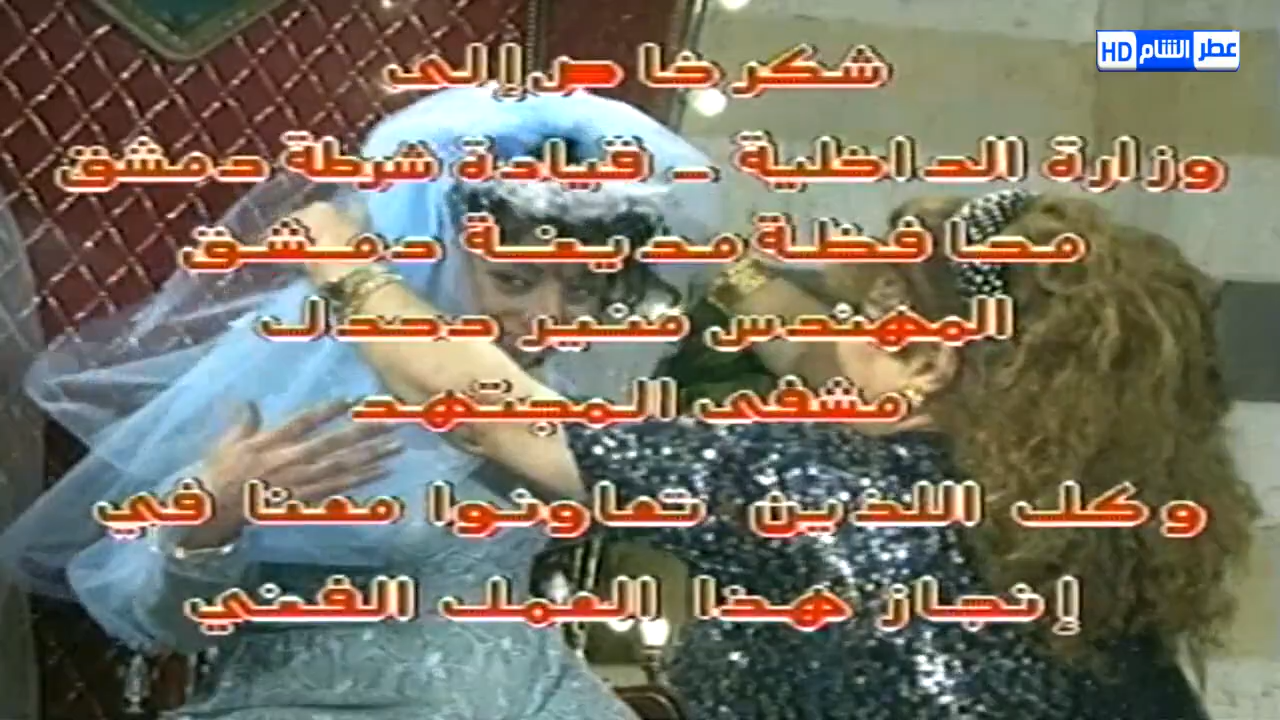 عطر الشام HD
شكر خاص إلى
وزارة الداخلية - قيادة شرطة دمشق
محافظة مدينة دمشق
المهندس منير دحدل
مشفى المجتهد
وكل اللذين تعاونوا معنا في
إنجاز هذا العمل الفني